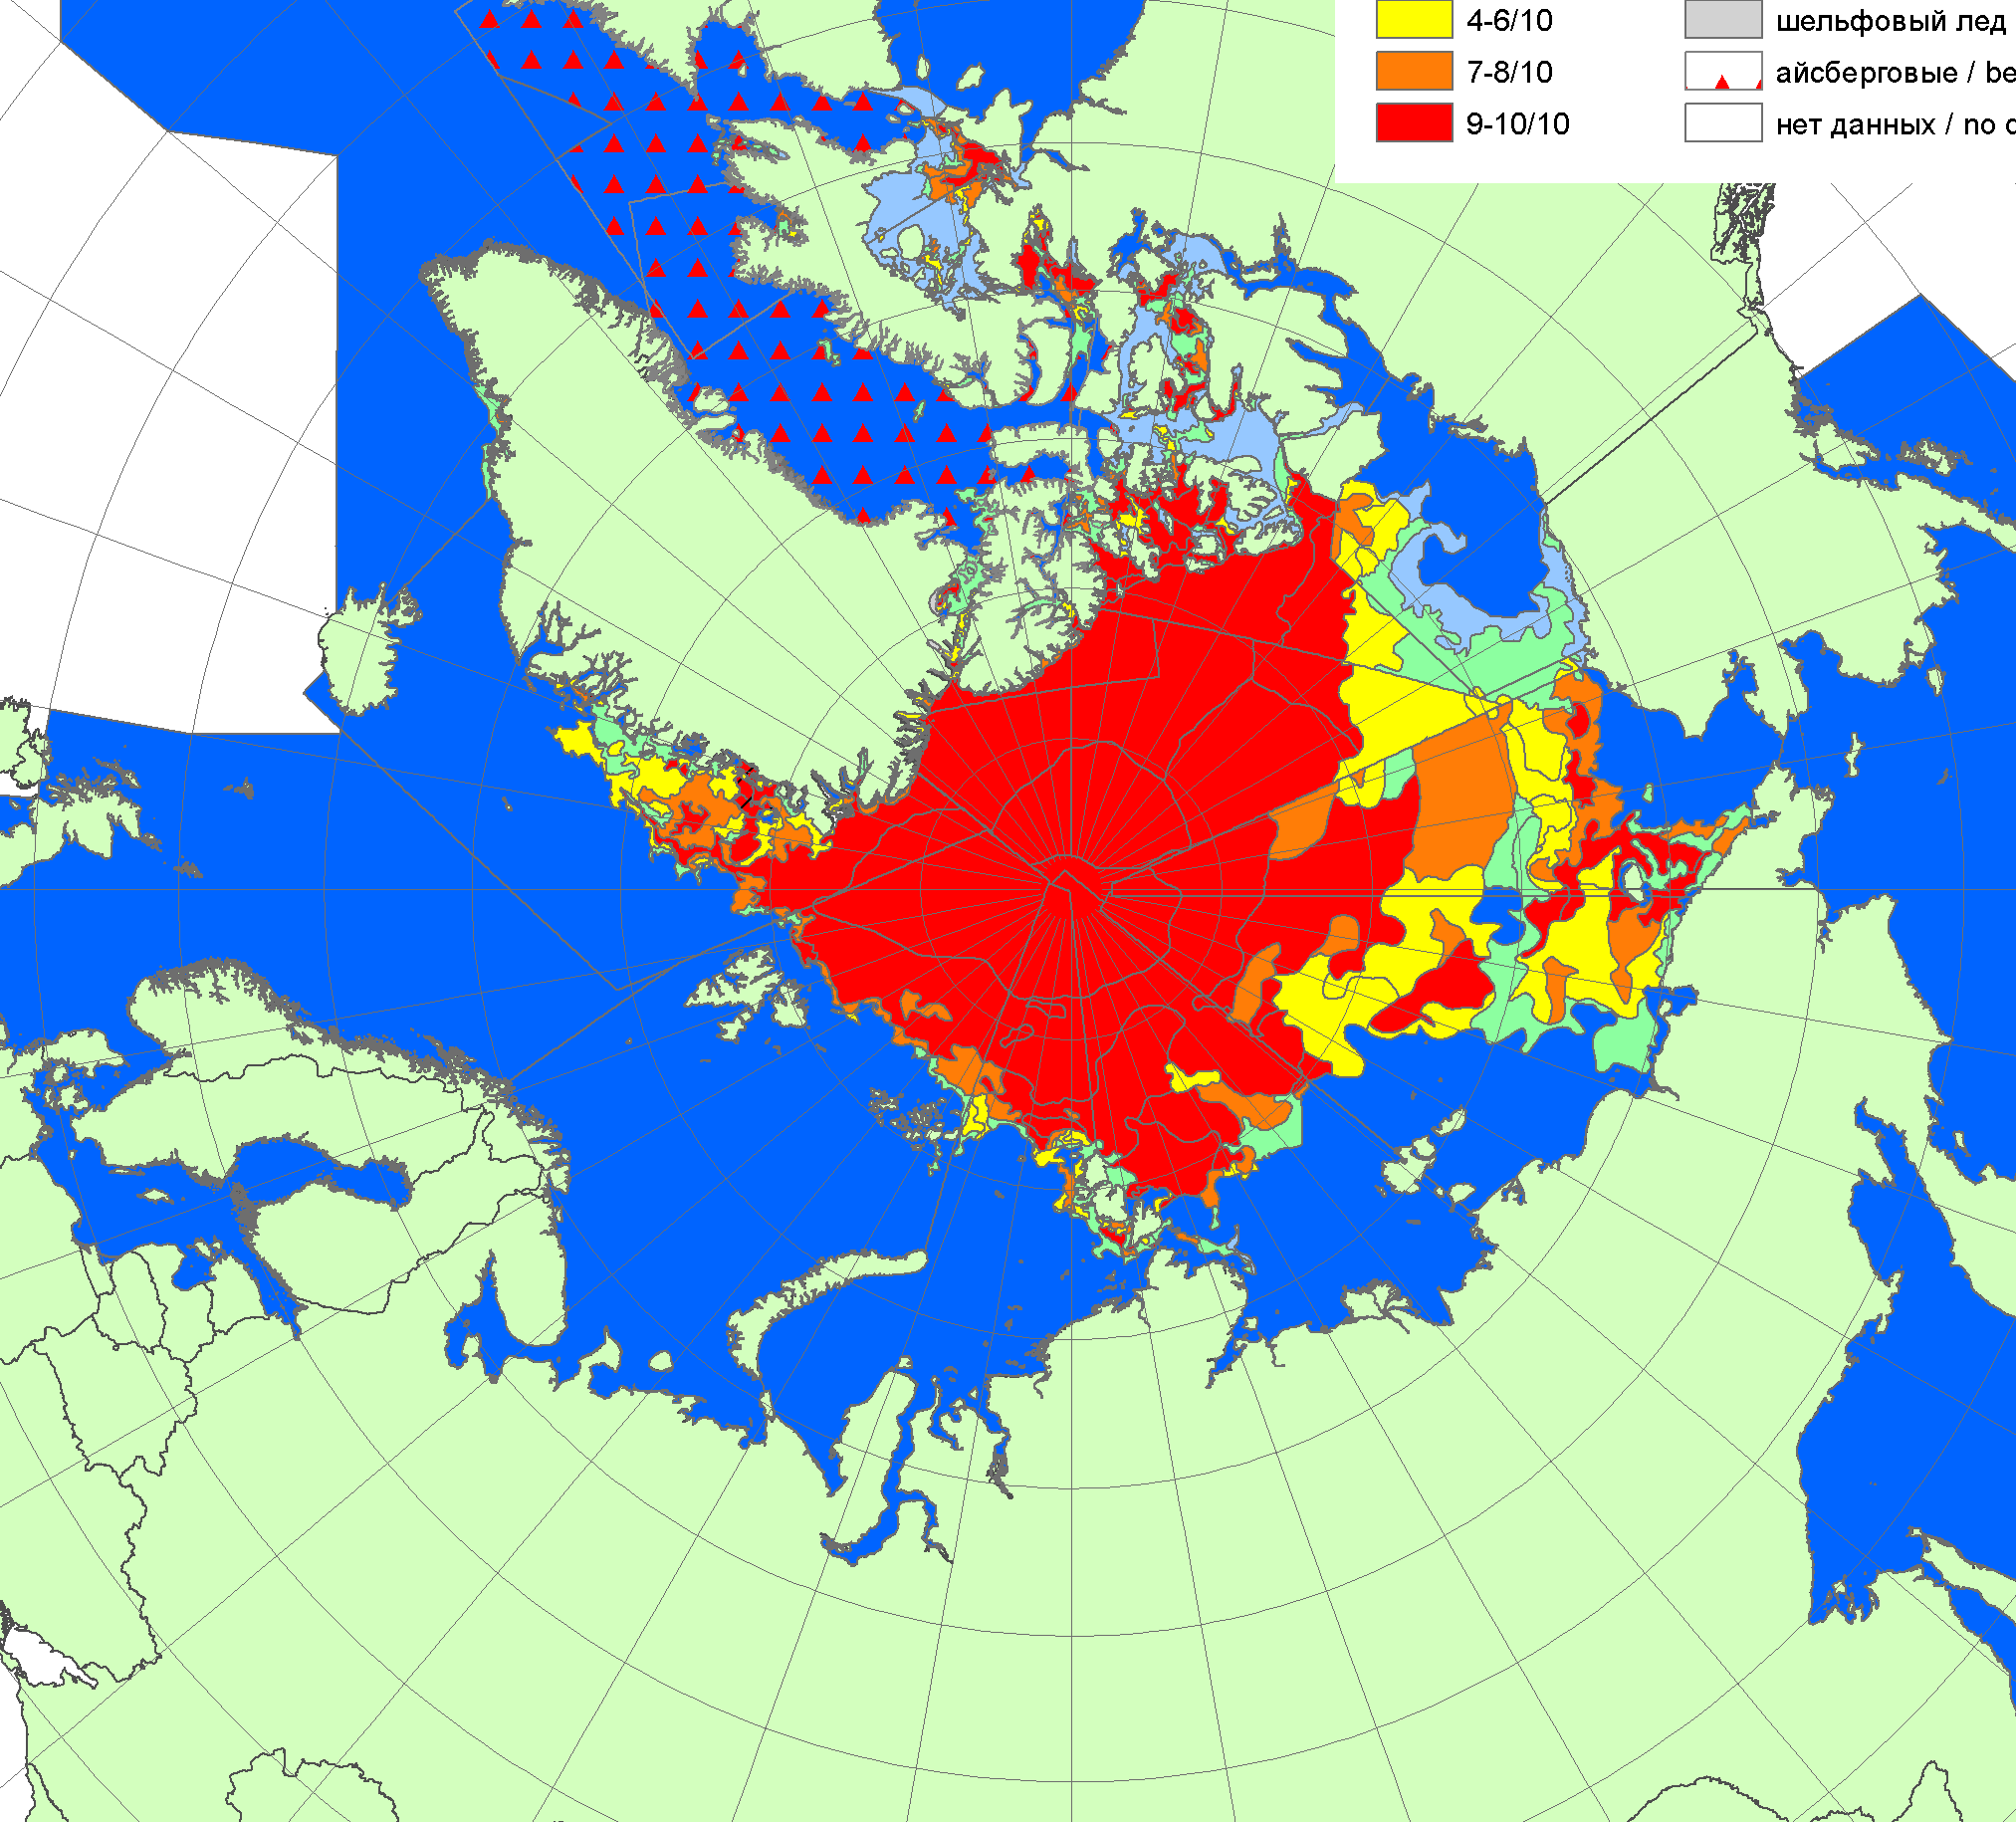 4-6/10 шельфовый лед
7-8/10 айсберговые / be
9-10/10 нет данных / no